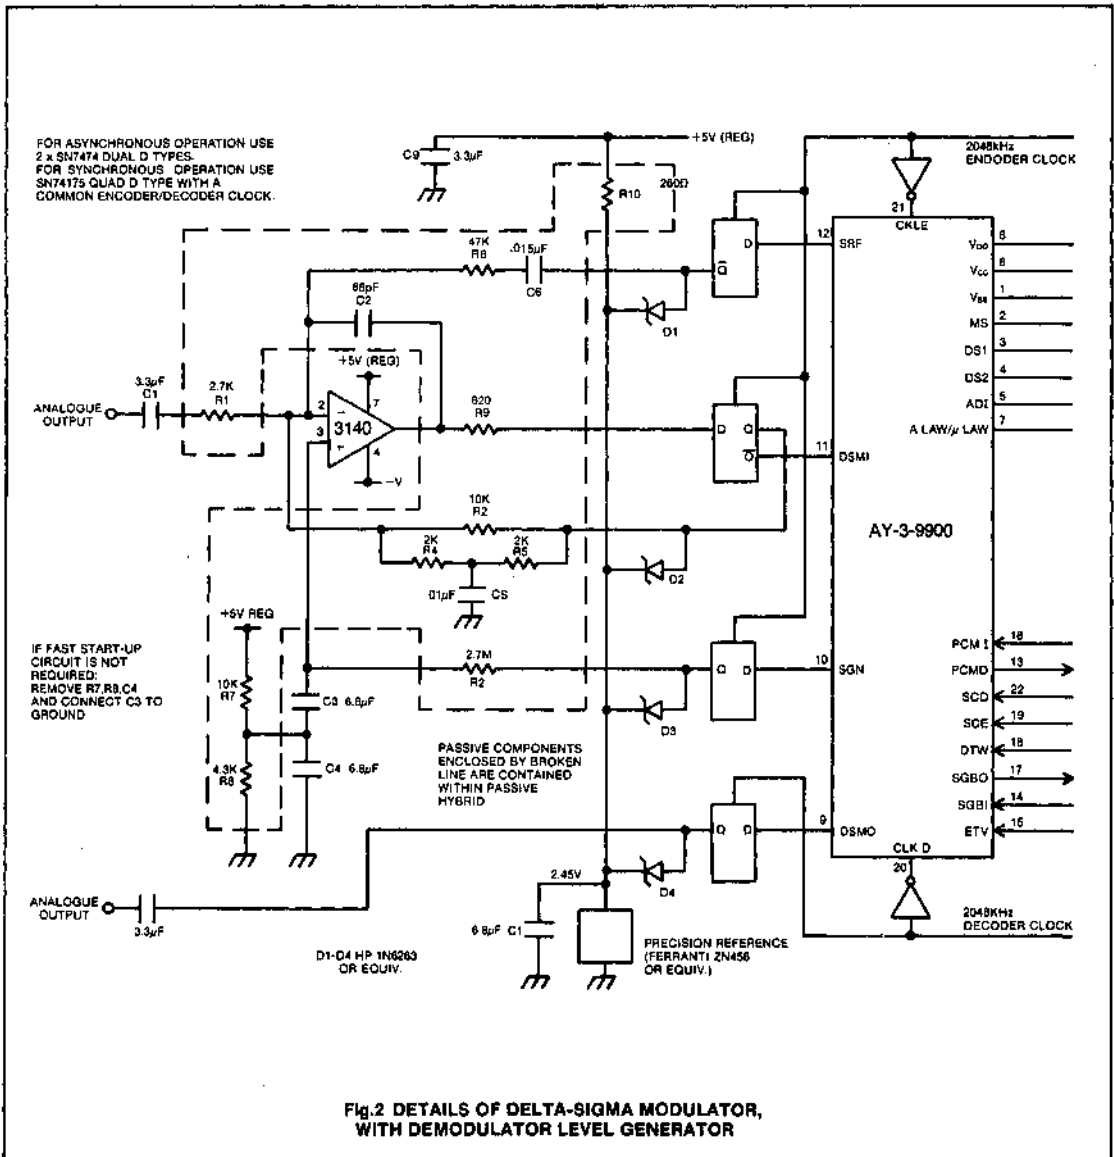 FOR ASYNCHRONOUS OPERATION USE
2 x SN7474 DUAL D TYPES.
FOR SYNCHRONOUS OPERATION USE
SN74175 QUAD D TYPE WITH A
COMMON ENCODER/DECODER CLOCK.
C9
3.3μF
+5V (REG)
R10
260Ω
2048kHz
ENDODER CLOCK
21
CKLE
47K
R6
.015μF
C6
D
Q̅
12
SRF
D1
68pF
C2
+5V (REG)
3.3μF
C1
2.7K
R1
ANALOGUE
OUTPUT
2
−
3
+
3140
7
4
−V
820
R9
D
Q
Q̅
11
DSMI
VDD
6
VCC
8
VSS
1
MS
2
DS1
3
DS2
4
ADI
5
A LAW/μ LAW
7
AY-3-9900
10K
R2
2K
R4
2K
R5
01μF
CS
D2
+5V REG
IF FAST START-UP
CIRCUIT IS NOT
REQUIRED:
REMOVE R7,R8,C4
AND CONNECT C3 TO
GROUND
10K
R7
4.3K
R8
C3
6.8μF
C4
6.8μF
2.7M
R2
Q
D
10
SGN
D3
PASSIVE COMPONENTS
ENCLOSED BY BROKEN
LINE ARE CONTAINED
WITHIN PASSIVE
HYBRID
PCM I
18
PCMD
13
SCD
22
SCE
19
DTW
18
SGBO
17
SGBI
14
ETV
15
Q
D
9
DSMO
CLK D
20
D4
ANALOGUE
OUTPUT
3.3μF
2.45V
6 8μF
C1
PRECISION REFERENCE
(FERRANTI ZN458
OR EQUIV.)
2048KHz
DECODER CLOCK
D1-D4 HP 1N6263
OR EQUIV.
Fig.2 DETAILS OF DELTA-SIGMA MODULATOR,
WITH DEMODULATOR LEVEL GENERATOR